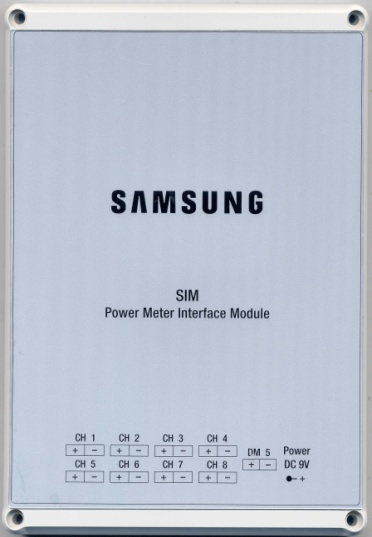 SAMSUNG
SIM
Power Meter Interface Module
CH 1 CH 2 CH 3 CH 4
+ − + − + − + − DM 5 Power
CH 5 CH 6 CH 7 CH 8 + − DC 9V
+ − + − + − + − − +